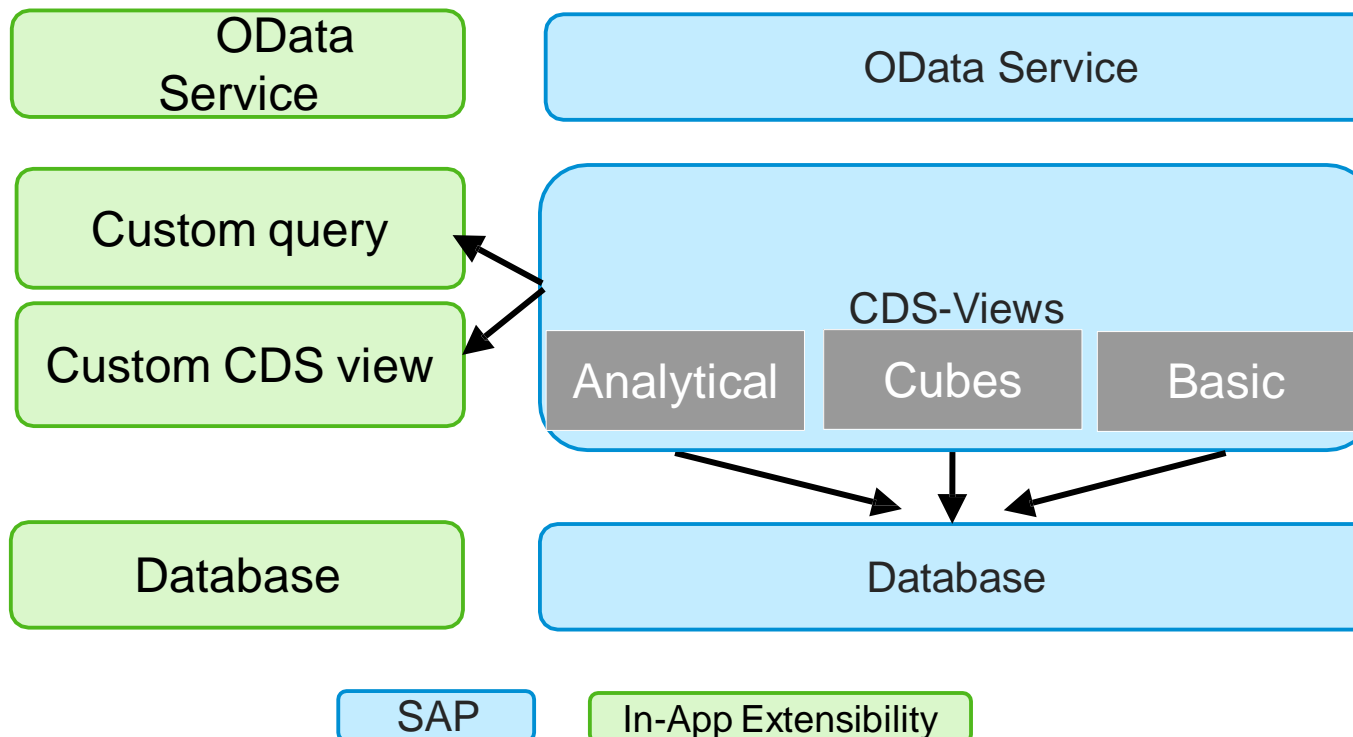 OData
Service
OData Service
Custom query
Custom CDS view
CDS-Views
Analytical
Cubes
Basic
Database
Database
SAP
In-App Extensibility